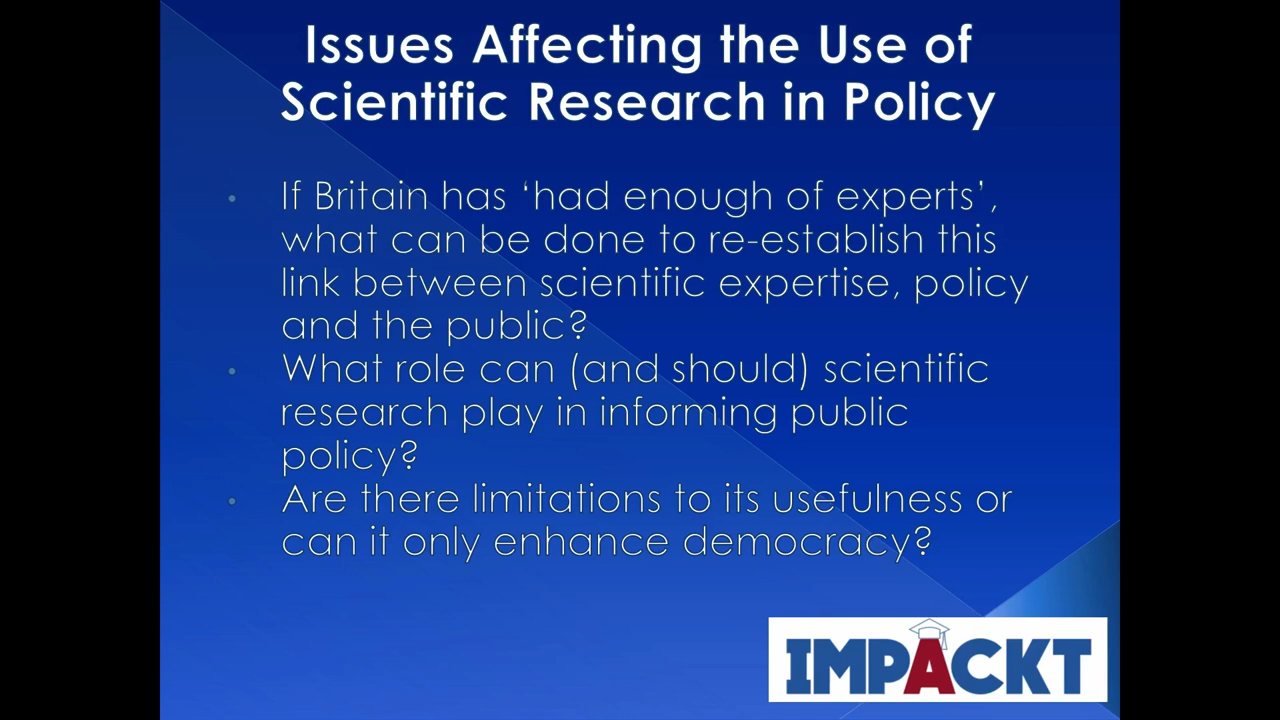 Issues Affecting the Use of
Scientific Research in Policy
• If Britain has ‘had enough of experts’,
what can be done to re-establish this
link between scientific expertise, policy
and the public?
• What role can (and should) scientific
research play in informing public
policy?
• Are there limitations to its usefulness or
can it only enhance democracy?
IMPACKT